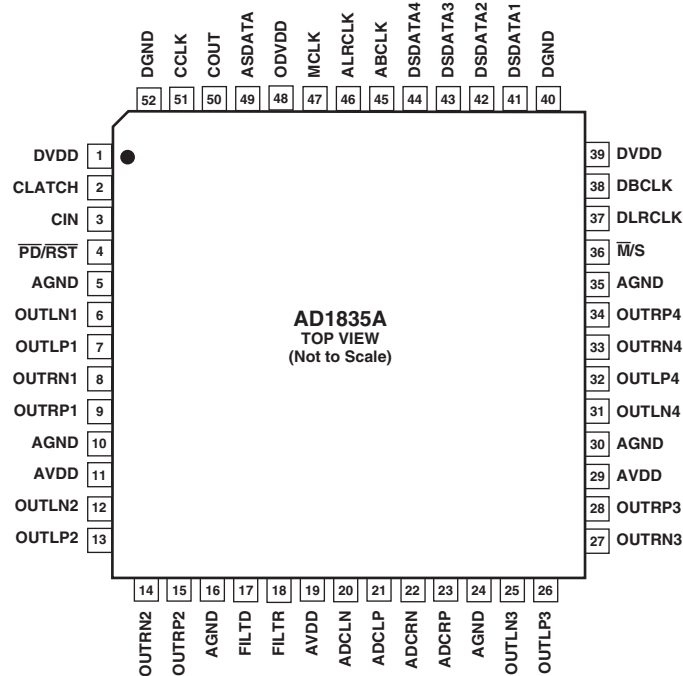 DGND
CCLK
COUT
ASDATA
ODVDD
MCLK
ALRCLK
ABCLK
DSDATA4
DSDATA3
DSDATA2
DSDATA1
DGND
52 51 50 49 48 47 46 45 44 43 42 41 40
DVDD 1
CLATCH 2
CIN 3
P̅D̅/R̅S̅T̅ 4
AGND 5
OUTLN1 6
OUTLP1 7
OUTRN1 8
OUTRP1 9
AGND 10
AVDD 11
OUTLN2 12
OUTLP2 13
AD1835A
TOP VIEW
(Not to Scale)
39 DVDD
38 DBCLK
37 DLRCLK
36 M̅/S
35 AGND
34 OUTRP4
33 OUTRN4
32 OUTLP4
31 OUTLN4
30 AGND
29 AVDD
28 OUTRP3
27 OUTRN3
14 15 16 17 18 19 20 21 22 23 24 25 26
OUTRN2
OUTRP2
AGND
FILTD
FILTR
AVDD
ADCLN
ADCLP
ADCRN
ADCRP
AGND
OUTLN3
OUTLP3